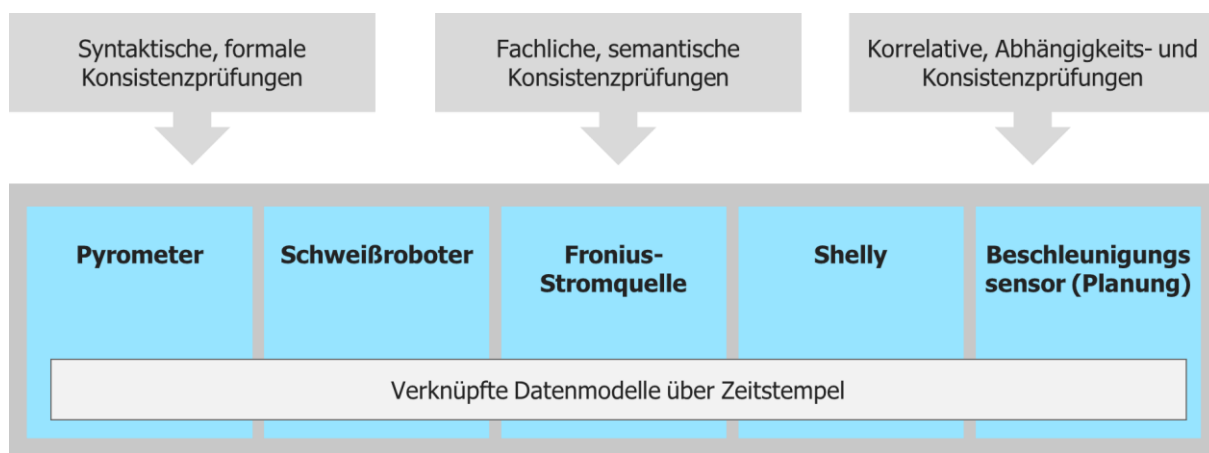 Syntaktische, formale
Konsistenzprüfungen
Fachliche, semantische
Konsistenzprüfungen
Korrelative, Abhängigkeits- und
Konsistenzprüfungen
Pyrometer
Schweißroboter
Fronius-
Stromquelle
Shelly
Beschleunigungs
sensor (Planung)
Verknüpfte Datenmodelle über Zeitstempel